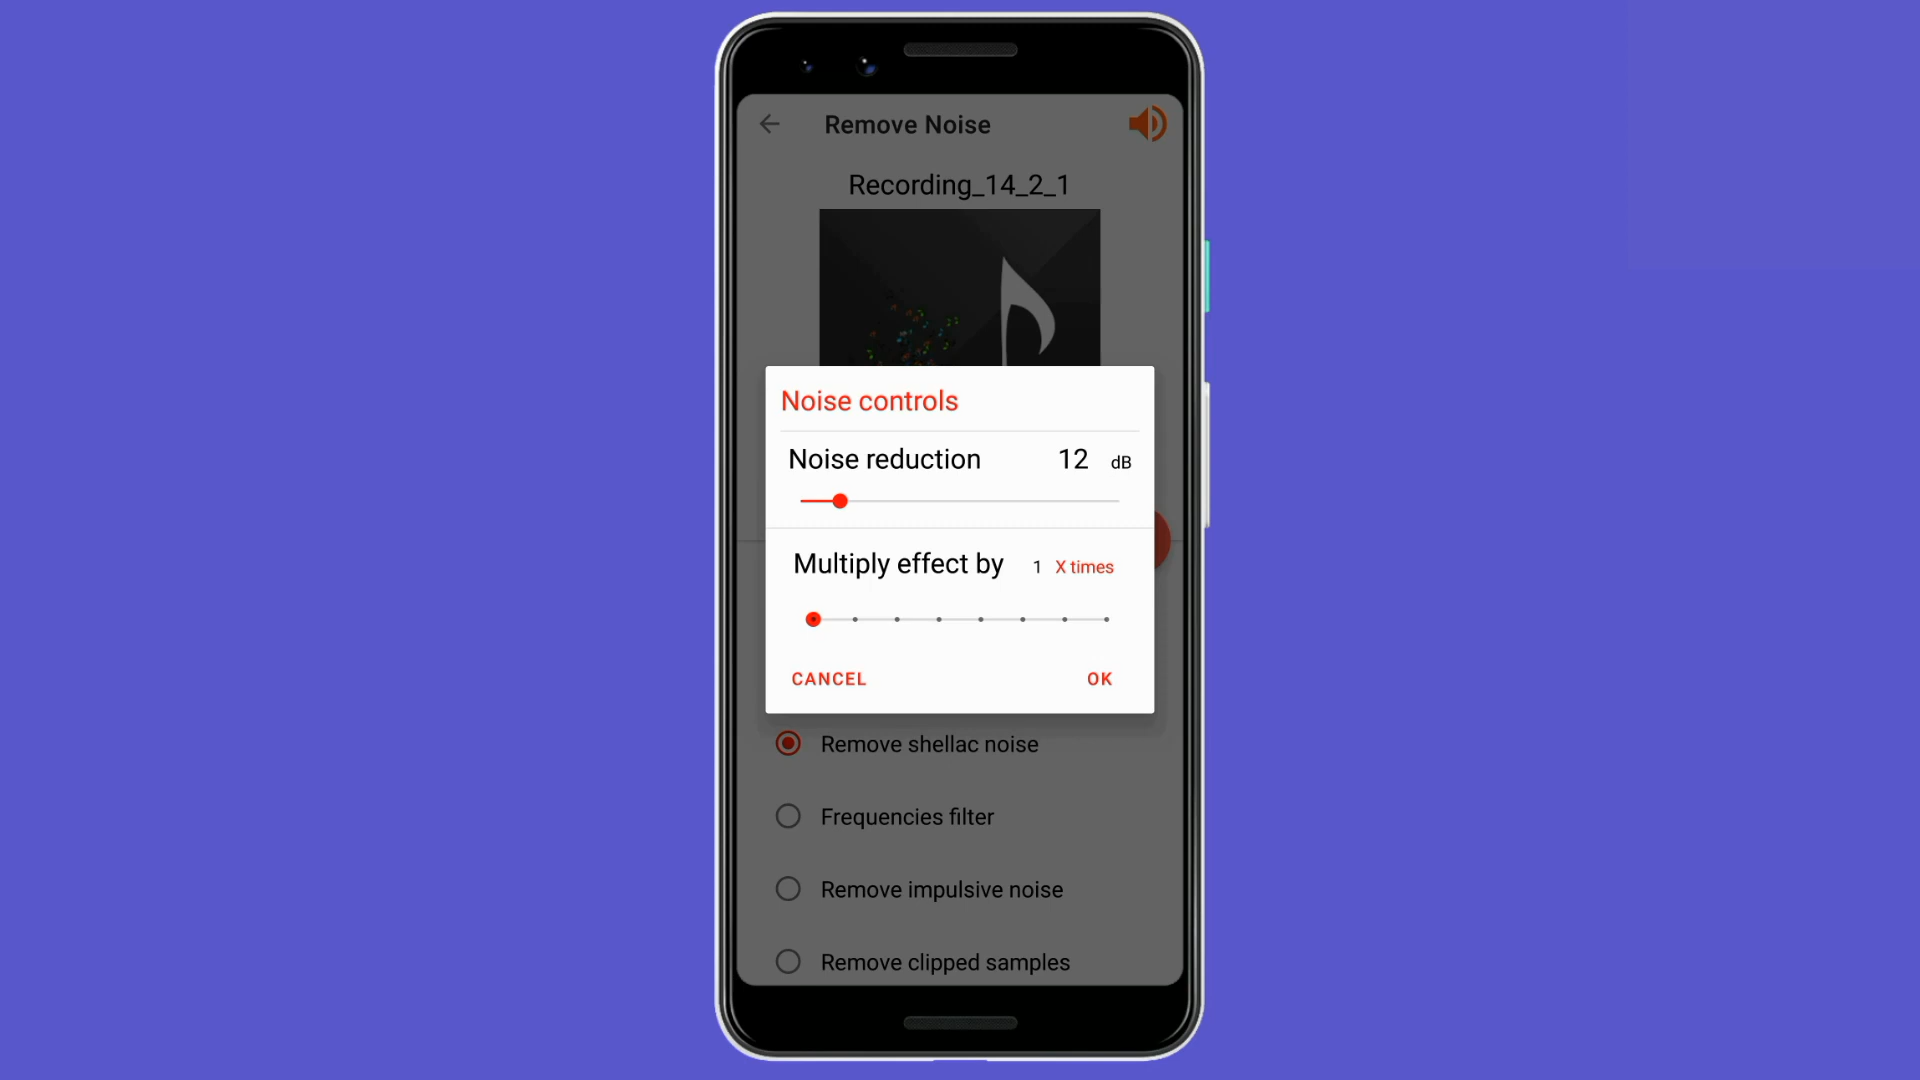 Remove Noise
Recording_14_2_1
Noise controls
Noise reduction 12 dB
Multiply effect by 1 X times
CANCEL OK
Remove shellac noise
Frequencies filter
Remove impulsive noise
Remove clipped samples